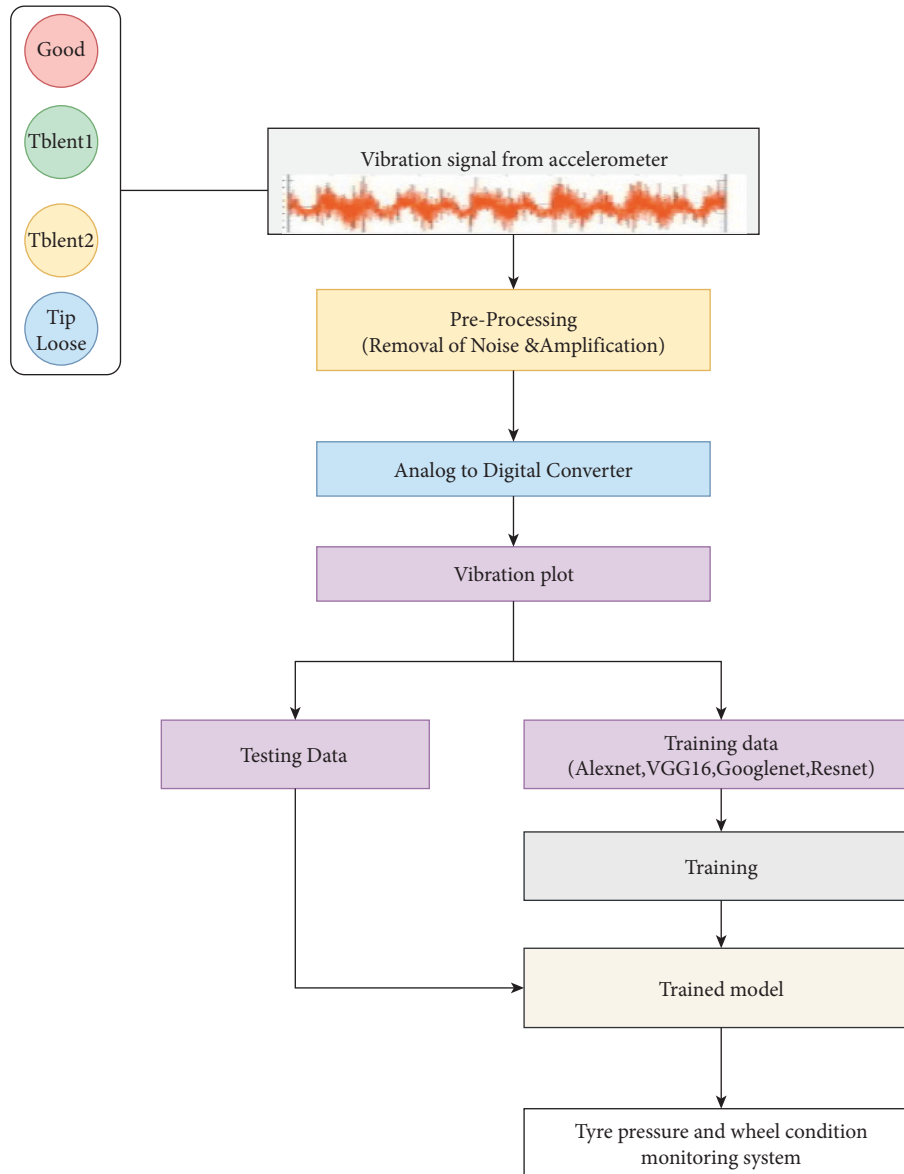 Good
Tblent1
Tblent2
Tip
Loose
Vibration signal from accelerometer
Pre-Processing
(Removal of Noise &Amplification)
Analog to Digital Converter
Vibration plot
Testing Data
Training data
(Alexnet,VGG16,Googlenet,Resnet)
Training
Trained model
Tyre pressure and wheel condition
monitoring system